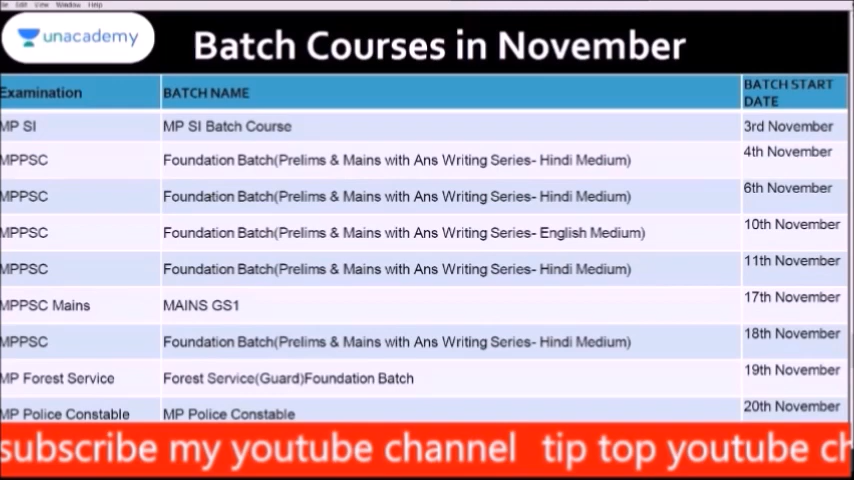 File Edit View Window Help
unacademy
Batch Courses in November
Examination BATCH NAME BATCH START DATE
MP SI MP SI Batch Course 3rd November
MPPSC Foundation Batch(Prelims & Mains with Ans Writing Series- Hindi Medium) 4th November
MPPSC Foundation Batch(Prelims & Mains with Ans Writing Series- Hindi Medium) 6th November
MPPSC Foundation Batch(Prelims & Mains with Ans Writing Series- English Medium) 10th November
MPPSC Foundation Batch(Prelims & Mains with Ans Writing Series- Hindi Medium) 11th November
MPPSC Mains MAINS GS1 17th November
MPPSC Foundation Batch(Prelims & Mains with Ans Writing Series- Hindi Medium) 18th November
MP Forest Service Forest Service(Guard)Foundation Batch 19th November
MP Police Constable MP Police Constable 20th November
subscribe my youtube channel tip top youtube ch